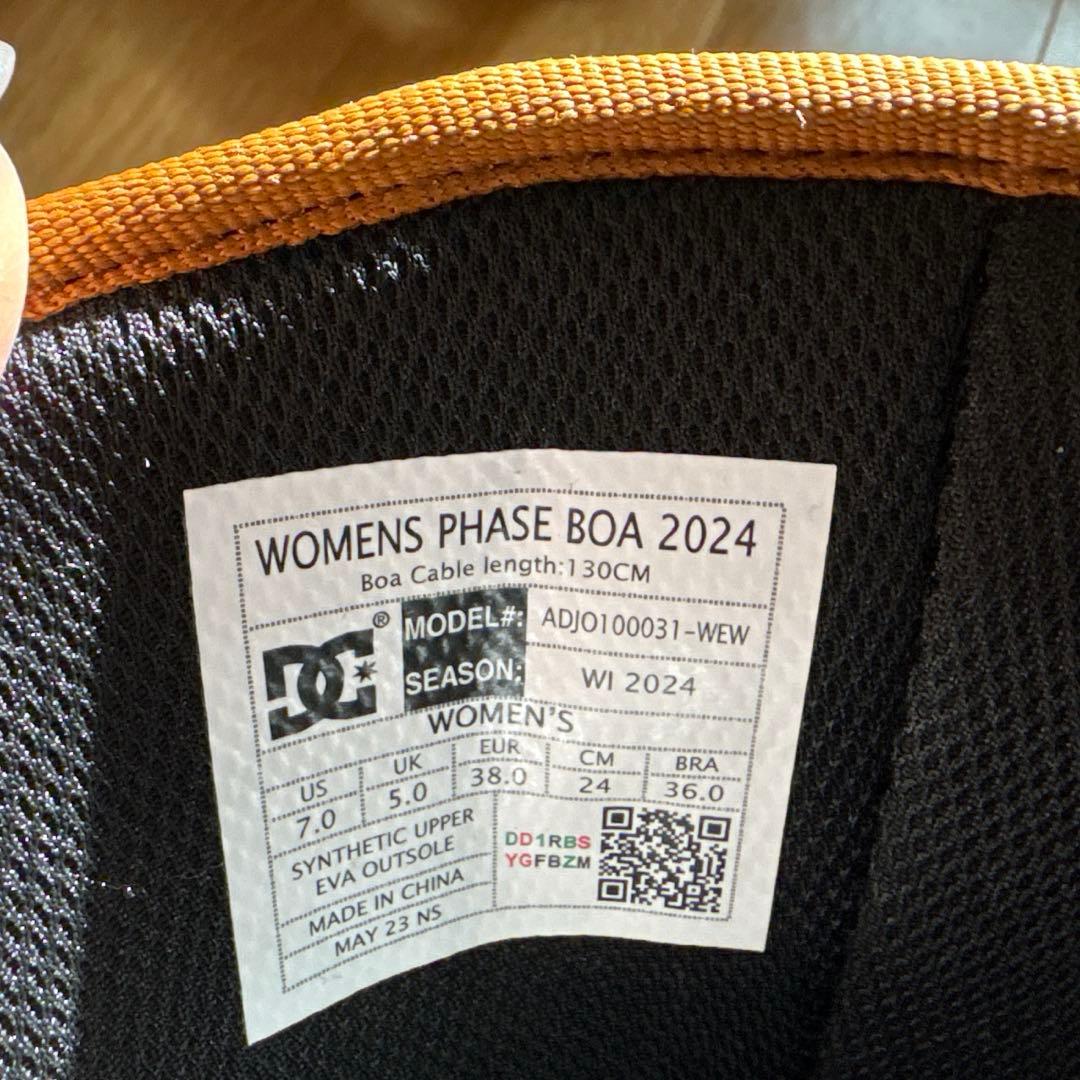 WOMENS PHASE BOA 2024
Boa Cable length:130CM
DC®
MODEL#: ADJO100031-WEW
SEASON: WI 2024
WOMEN'S
US UK EUR CM BRA
7.0 5.0 38.0 24 36.0
SYNTHETIC UPPER
EVA OUTSOLE
MADE IN CHINA
MAY 23 NS
DD1RBS
YGFBZM